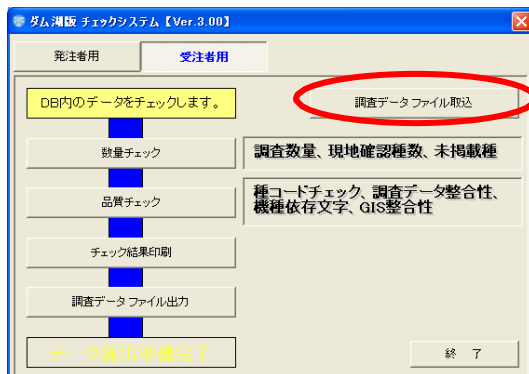 ダム湖版 チェックシステム【Ver.3.00】
発注者用
受注者用
DB内のデータをチェックします。
調査データファイル取込
数量チェック
調査数量、現地確認種数、未掲載種
品質チェック
種コードチェック、調査データ整合性、
機種依存文字、GIS整合性
チェック結果印刷
調査データファイル出力
データ提出準備完了
終 了